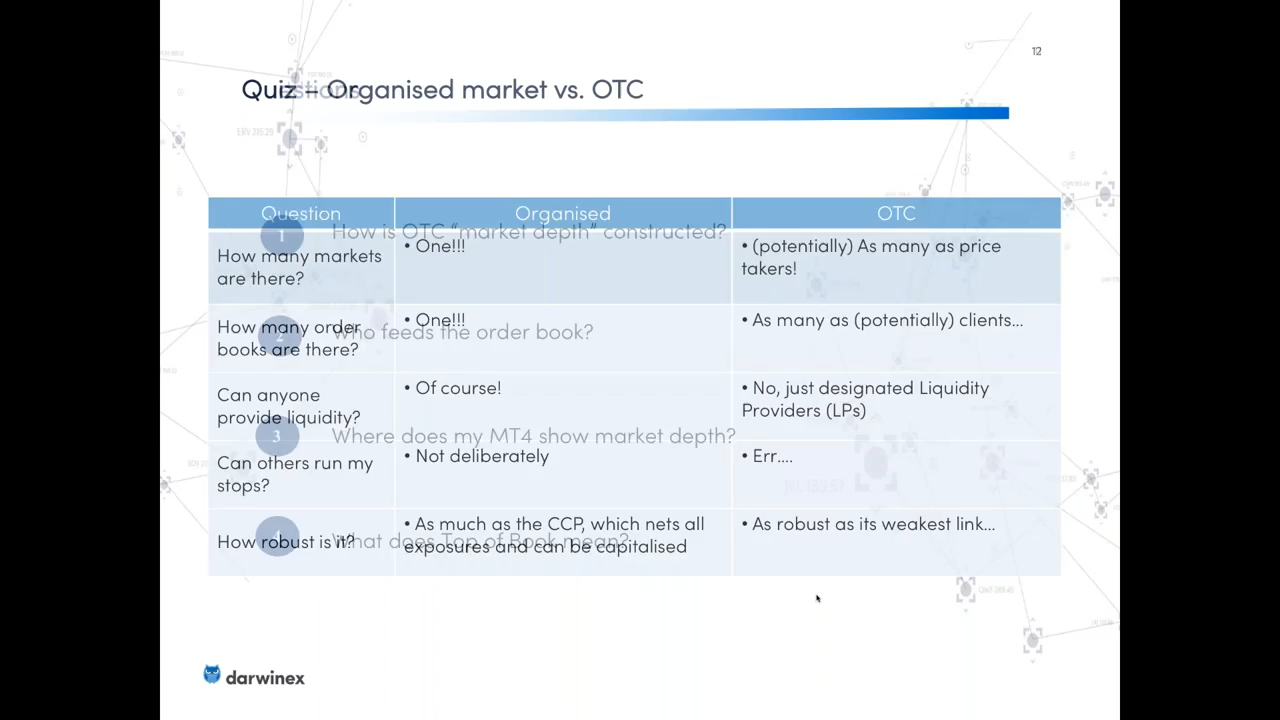 12
Quiz – Organised market vs. OTC
Questions
Question
Organised
OTC
1
How is OTC “market depth” constructed?
How many markets
are there?
• One!!!
• (potentially) As many as price
takers!
2
Who feeds the order book?
How many order
books are there?
• One!!!
• As many as (potentially) clients...
Can anyone
provide liquidity?
• Of course!
• No, just designated Liquidity
Providers (LPs)
3
Where does my MT4 show market depth?
Can others run my
stops?
• Not deliberately
• Err....
4
What does Top of Book mean?
How robust is it?
• As much as the CCP, which nets all
exposures and can be capitalised
• As robust as its weakest link...
darwinex